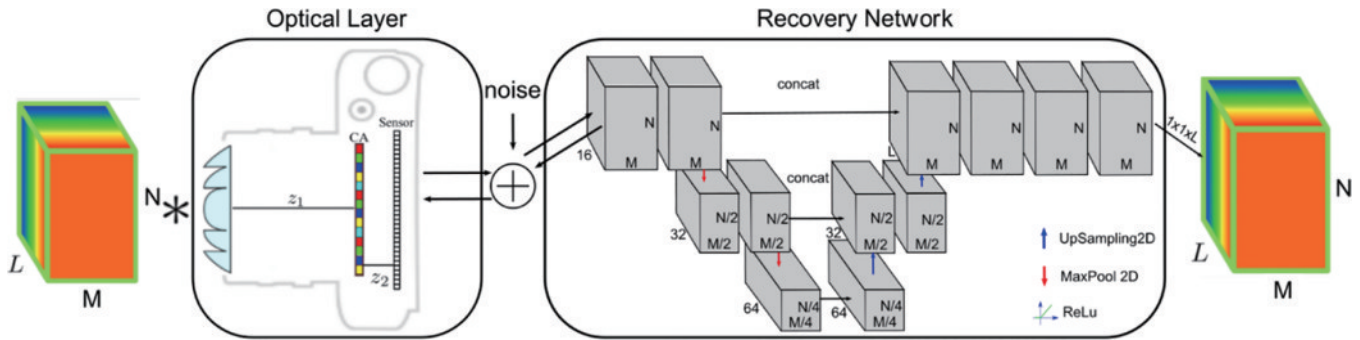 Optical Layer
Recovery Network
noise
CA
Sensor
z1
z2
N
L
M
*
+
16
N
M
N
M
concat
L
N
M
N
M
N
M
N
M
1x1xL
32
N/2
M/2
N/2
M/2
concat
32
N/2
M/2
N/2
M/2
64
N/4
M/4
64
N/4
M/4
UpSampling2D
MaxPool 2D
ReLu
N
L
M